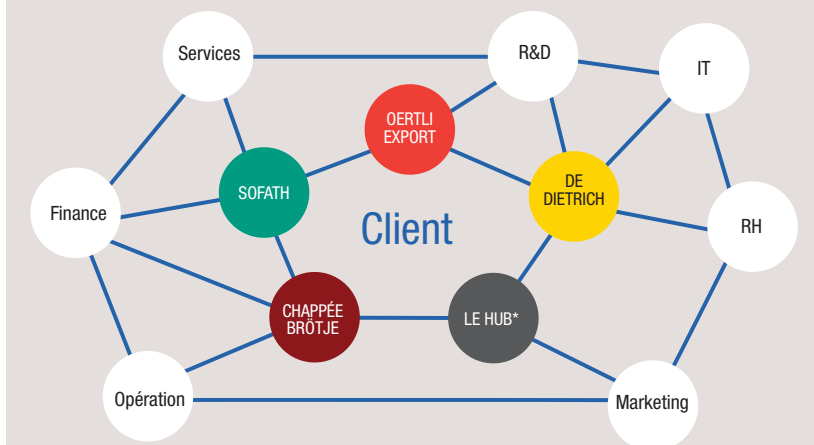 Services
R&D
IT
OERTLI
EXPORT
SOFATH
DE
DIETRICH
Finance
Client
RH
CHAPPÉE
BRÖTJE
LE HUB*
Opération
Marketing